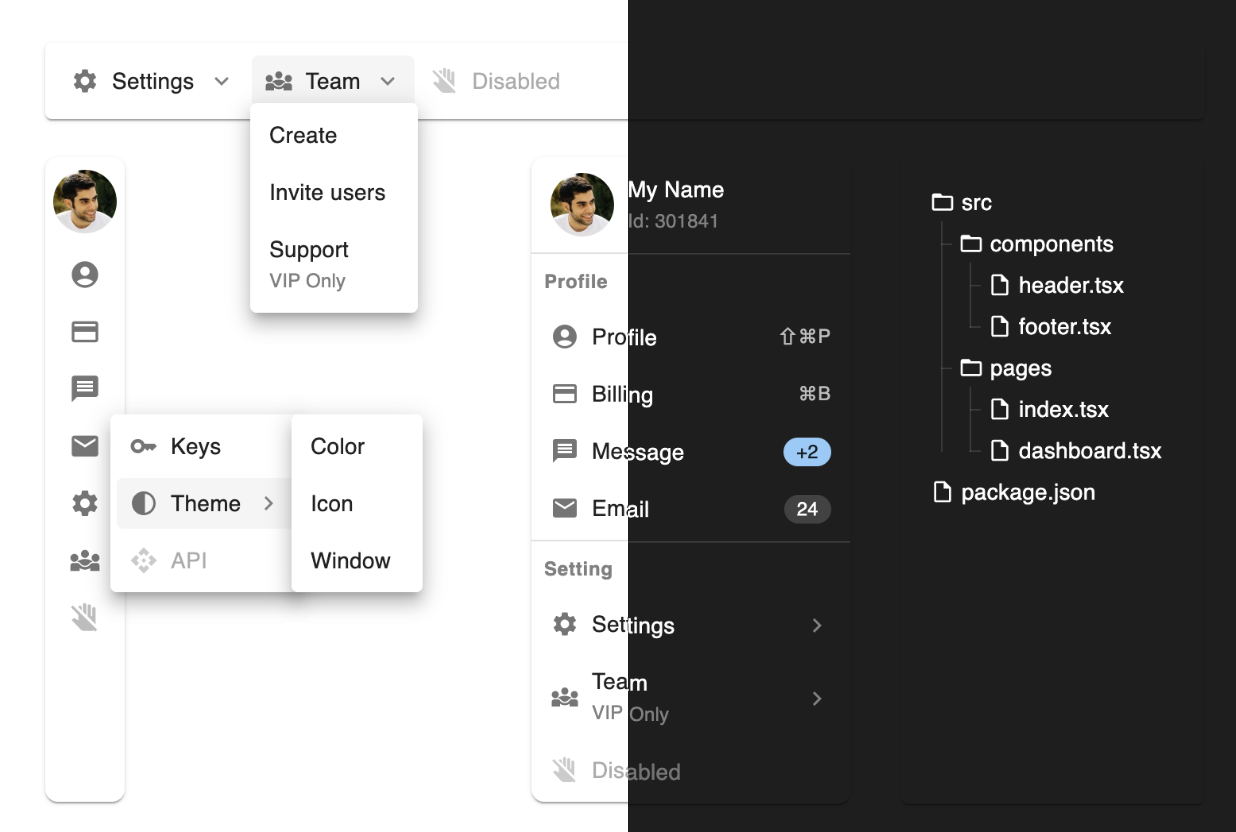 Settings
Team
Disabled
Create
Invite users
Support
VIP Only
Keys
Theme
API
Color
Icon
Window
My Name
Id: 301841
Profile
Profile ⇧⌘P
Billing ⌘B
Message +2
Email 24
Setting
Settings
Team
VIP Only
Disabled
src
components
header.tsx
footer.tsx
pages
index.tsx
dashboard.tsx
package.json